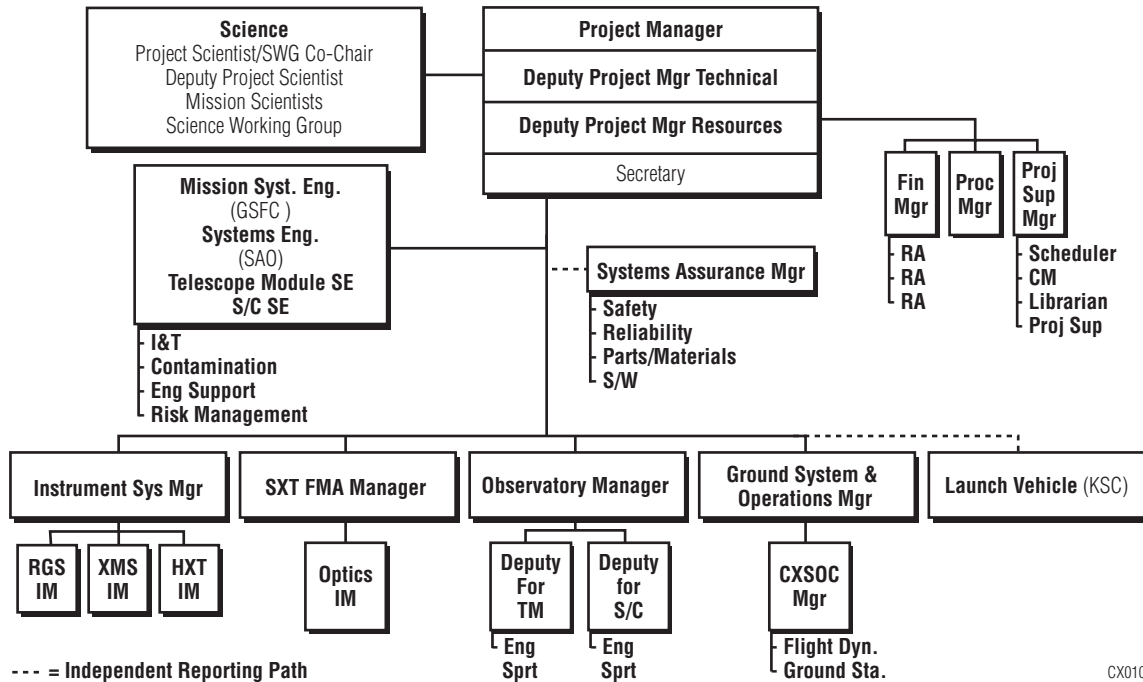 Science
Project Scientist/SWG Co-Chair
Deputy Project Scientist
Mission Scientists
Science Working Group
Project Manager
Deputy Project Mgr Technical
Deputy Project Mgr Resources
Secretary
Fin
Mgr
- RA
- RA
- RA
Proc
Mgr
Proj
Sup
Mgr
- Scheduler
- CM
- Librarian
- Proj Sup
Mission Syst. Eng.
(GSFC )
Systems Eng.
(SAO)
Telescope Module SE
S/C SE
- I&T
- Contamination
- Eng Support
- Risk Management
Systems Assurance Mgr
- Safety
- Reliability
- Parts/Materials
- S/W
Instrument Sys Mgr
RGS
IM
XMS
IM
HXT
IM
SXT FMA Manager
Optics
IM
Observatory Manager
Deputy
For
TM
Eng
Sprt
Deputy
for
S/C
Eng
Sprt
Ground System &
Operations Mgr
CXSOC
Mgr
- Flight Dyn.
- Ground Sta.
Launch Vehicle (KSC)
---- = Independent Reporting Path
CX010